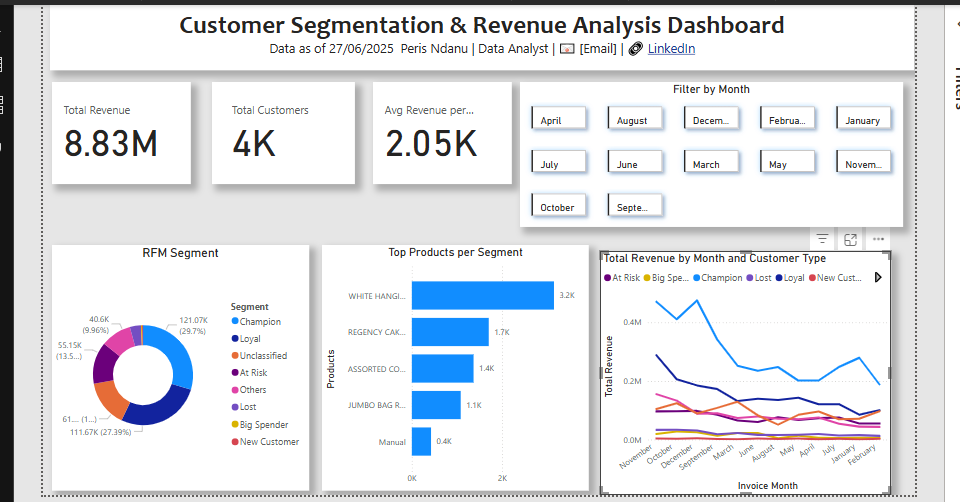 Customer Segmentation & Revenue Analysis Dashboard
Data as of 27/06/2025 Peris Ndanu | Data Analyst | [Email] | LinkedIn
Total Revenue
8.83M
Total Customers
4K
Avg Revenue per...
2.05K
Filter by Month
April
August
Decem...
Februa...
January
July
June
March
May
Novem...
October
Septe...
Filters
RFM Segment
40.6K
(9.96%)
121.07K
(29.7%)
55.15K
(13.5...)
61.... (1...)
111.67K (27.39%)
Segment
Champion
Loyal
Unclassified
At Risk
Others
Lost
Big Spender
New Customer
Top Products per Segment
Products
WHITE HANGI...
3.2K
REGENCY CAK...
1.7K
ASSORTED CO...
1.4K
JUMBO BAG R...
1.1K
Manual
0.4K
0K
2K
Total Revenue by Month and Customer Type
At Risk
Big Spe...
Champion
Lost
Loyal
New Cust...
Total Revenue
0.4M
0.2M
0.0M
November
October
December
September
March
June
August
May
April
July
January
February
Invoice Month